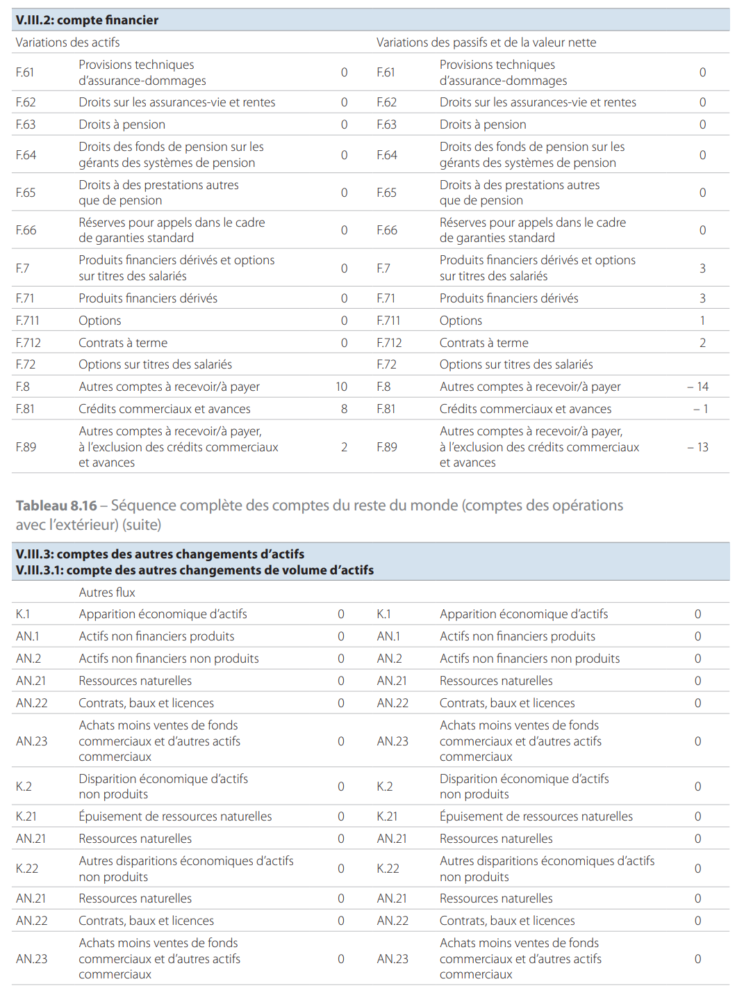 V.III.2: compte financier
Variations des actifs Variations des passifs et de la valeur nette
F.61 Provisions techniques d’assurance-dommages 0 F.61 Provisions techniques d’assurance-dommages 0
F.62 Droits sur les assurances-vie et rentes 0 F.62 Droits sur les assurances-vie et rentes 0
F.63 Droits à pension 0 F.63 Droits à pension 0
F.64 Droits des fonds de pension sur les gérants des systèmes de pension 0 F.64 Droits des fonds de pension sur les gérants des systèmes de pension 0
F.65 Droits à des prestations autres que de pension 0 F.65 Droits à des prestations autres que de pension 0
F.66 Réserves pour appels dans le cadre de garanties standard 0 F.66 Réserves pour appels dans le cadre de garanties standard 0
F.7 Produits financiers dérivés et options sur titres des salariés 0 F.7 Produits financiers dérivés et options sur titres des salariés 3
F.71 Produits financiers dérivés 0 F.71 Produits financiers dérivés 3
F.711 Options 0 F.711 Options 1
F.712 Contrats à terme 0 F.712 Contrats à terme 2
F.72 Options sur titres des salariés F.72 Options sur titres des salariés
F.8 Autres comptes à recevoir/à payer 10 F.8 Autres comptes à recevoir/à payer – 14
F.81 Crédits commerciaux et avances 8 F.81 Crédits commerciaux et avances – 1
F.89 Autres comptes à recevoir/à payer, à l’exclusion des crédits commerciaux et avances 2 F.89 Autres comptes à recevoir/à payer, à l’exclusion des crédits commerciaux et avances – 13
Tableau 8.16 – Séquence complète des comptes du reste du monde (comptes des opérations
avec l’extérieur) (suite)
V.III.3: comptes des autres changements d’actifs
V.III.3.1: compte des autres changements de volume d’actifs
Autres flux
K.1 Apparition économique d’actifs 0 K.1 Apparition économique d’actifs 0
AN.1 Actifs non financiers produits 0 AN.1 Actifs non financiers produits 0
AN.2 Actifs non financiers non produits 0 AN.2 Actifs non financiers non produits 0
AN.21 Ressources naturelles 0 AN.21 Ressources naturelles 0
AN.22 Contrats, baux et licences 0 AN.22 Contrats, baux et licences 0
AN.23 Achats moins ventes de fonds commerciaux et d’autres actifs commerciaux 0 AN.23 Achats moins ventes de fonds commerciaux et d’autres actifs commerciaux 0
K.2 Disparition économique d’actifs non produits 0 K.2 Disparition économique d’actifs non produits 0
K.21 Épuisement de ressources naturelles 0 K.21 Épuisement de ressources naturelles 0
AN.21 Ressources naturelles 0 AN.21 Ressources naturelles 0
K.22 Autres disparitions économiques d’actifs non produits 0 K.22 Autres disparitions économiques d’actifs non produits 0
AN.21 Ressources naturelles 0 AN.21 Ressources naturelles 0
AN.22 Contrats, baux et licences 0 AN.22 Contrats, baux et licences 0
AN.23 Achats moins ventes de fonds commerciaux et d’autres actifs commerciaux 0 AN.23 Achats moins ventes de fonds commerciaux et d’autres actifs commerciaux 0